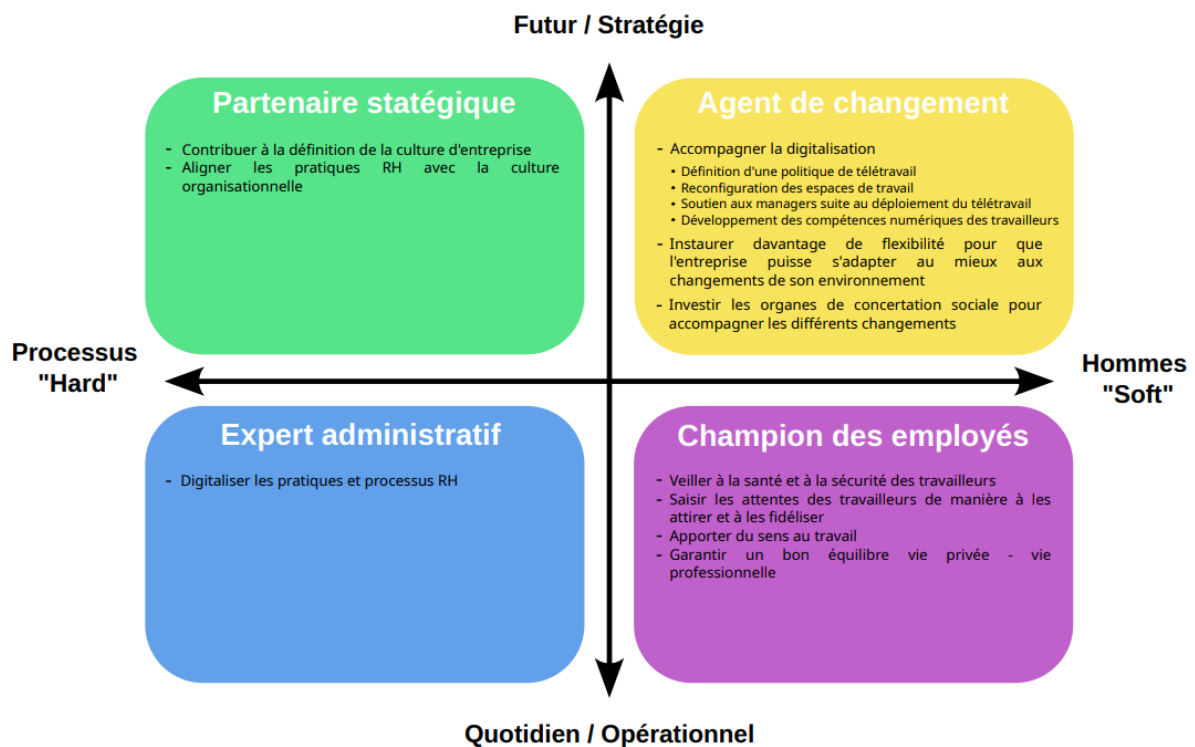 Futur / Stratégie
Partenaire statégique
- Contribuer à la définition de la culture d'entreprise
- Aligner les pratiques RH avec la culture
organisationnelle
Agent de changement
- Accompagner la digitalisation
• Définition d'une politique de télétravail
• Reconfiguration des espaces de travail
• Soutien aux managers suite au déploiement du télétravail
• Développement des compétences numériques des travailleurs
- Instaurer davantage de flexibilité pour que
l'entreprise puisse s'adapter au mieux aux
changements de son environnement
- Investir les organes de concertation sociale pour
accompagner les différents changements
Processus
"Hard"
Hommes
"Soft"
Expert administratif
- Digitaliser les pratiques et processus RH
Champion des employés
- Veiller à la santé et à la sécurité des travailleurs
- Saisir les attentes des travailleurs de manière à les
attirer et à les fidéliser
- Apporter du sens au travail
- Garantir un bon équilibre vie privée - vie
professionnelle
Quotidien / Opérationnel